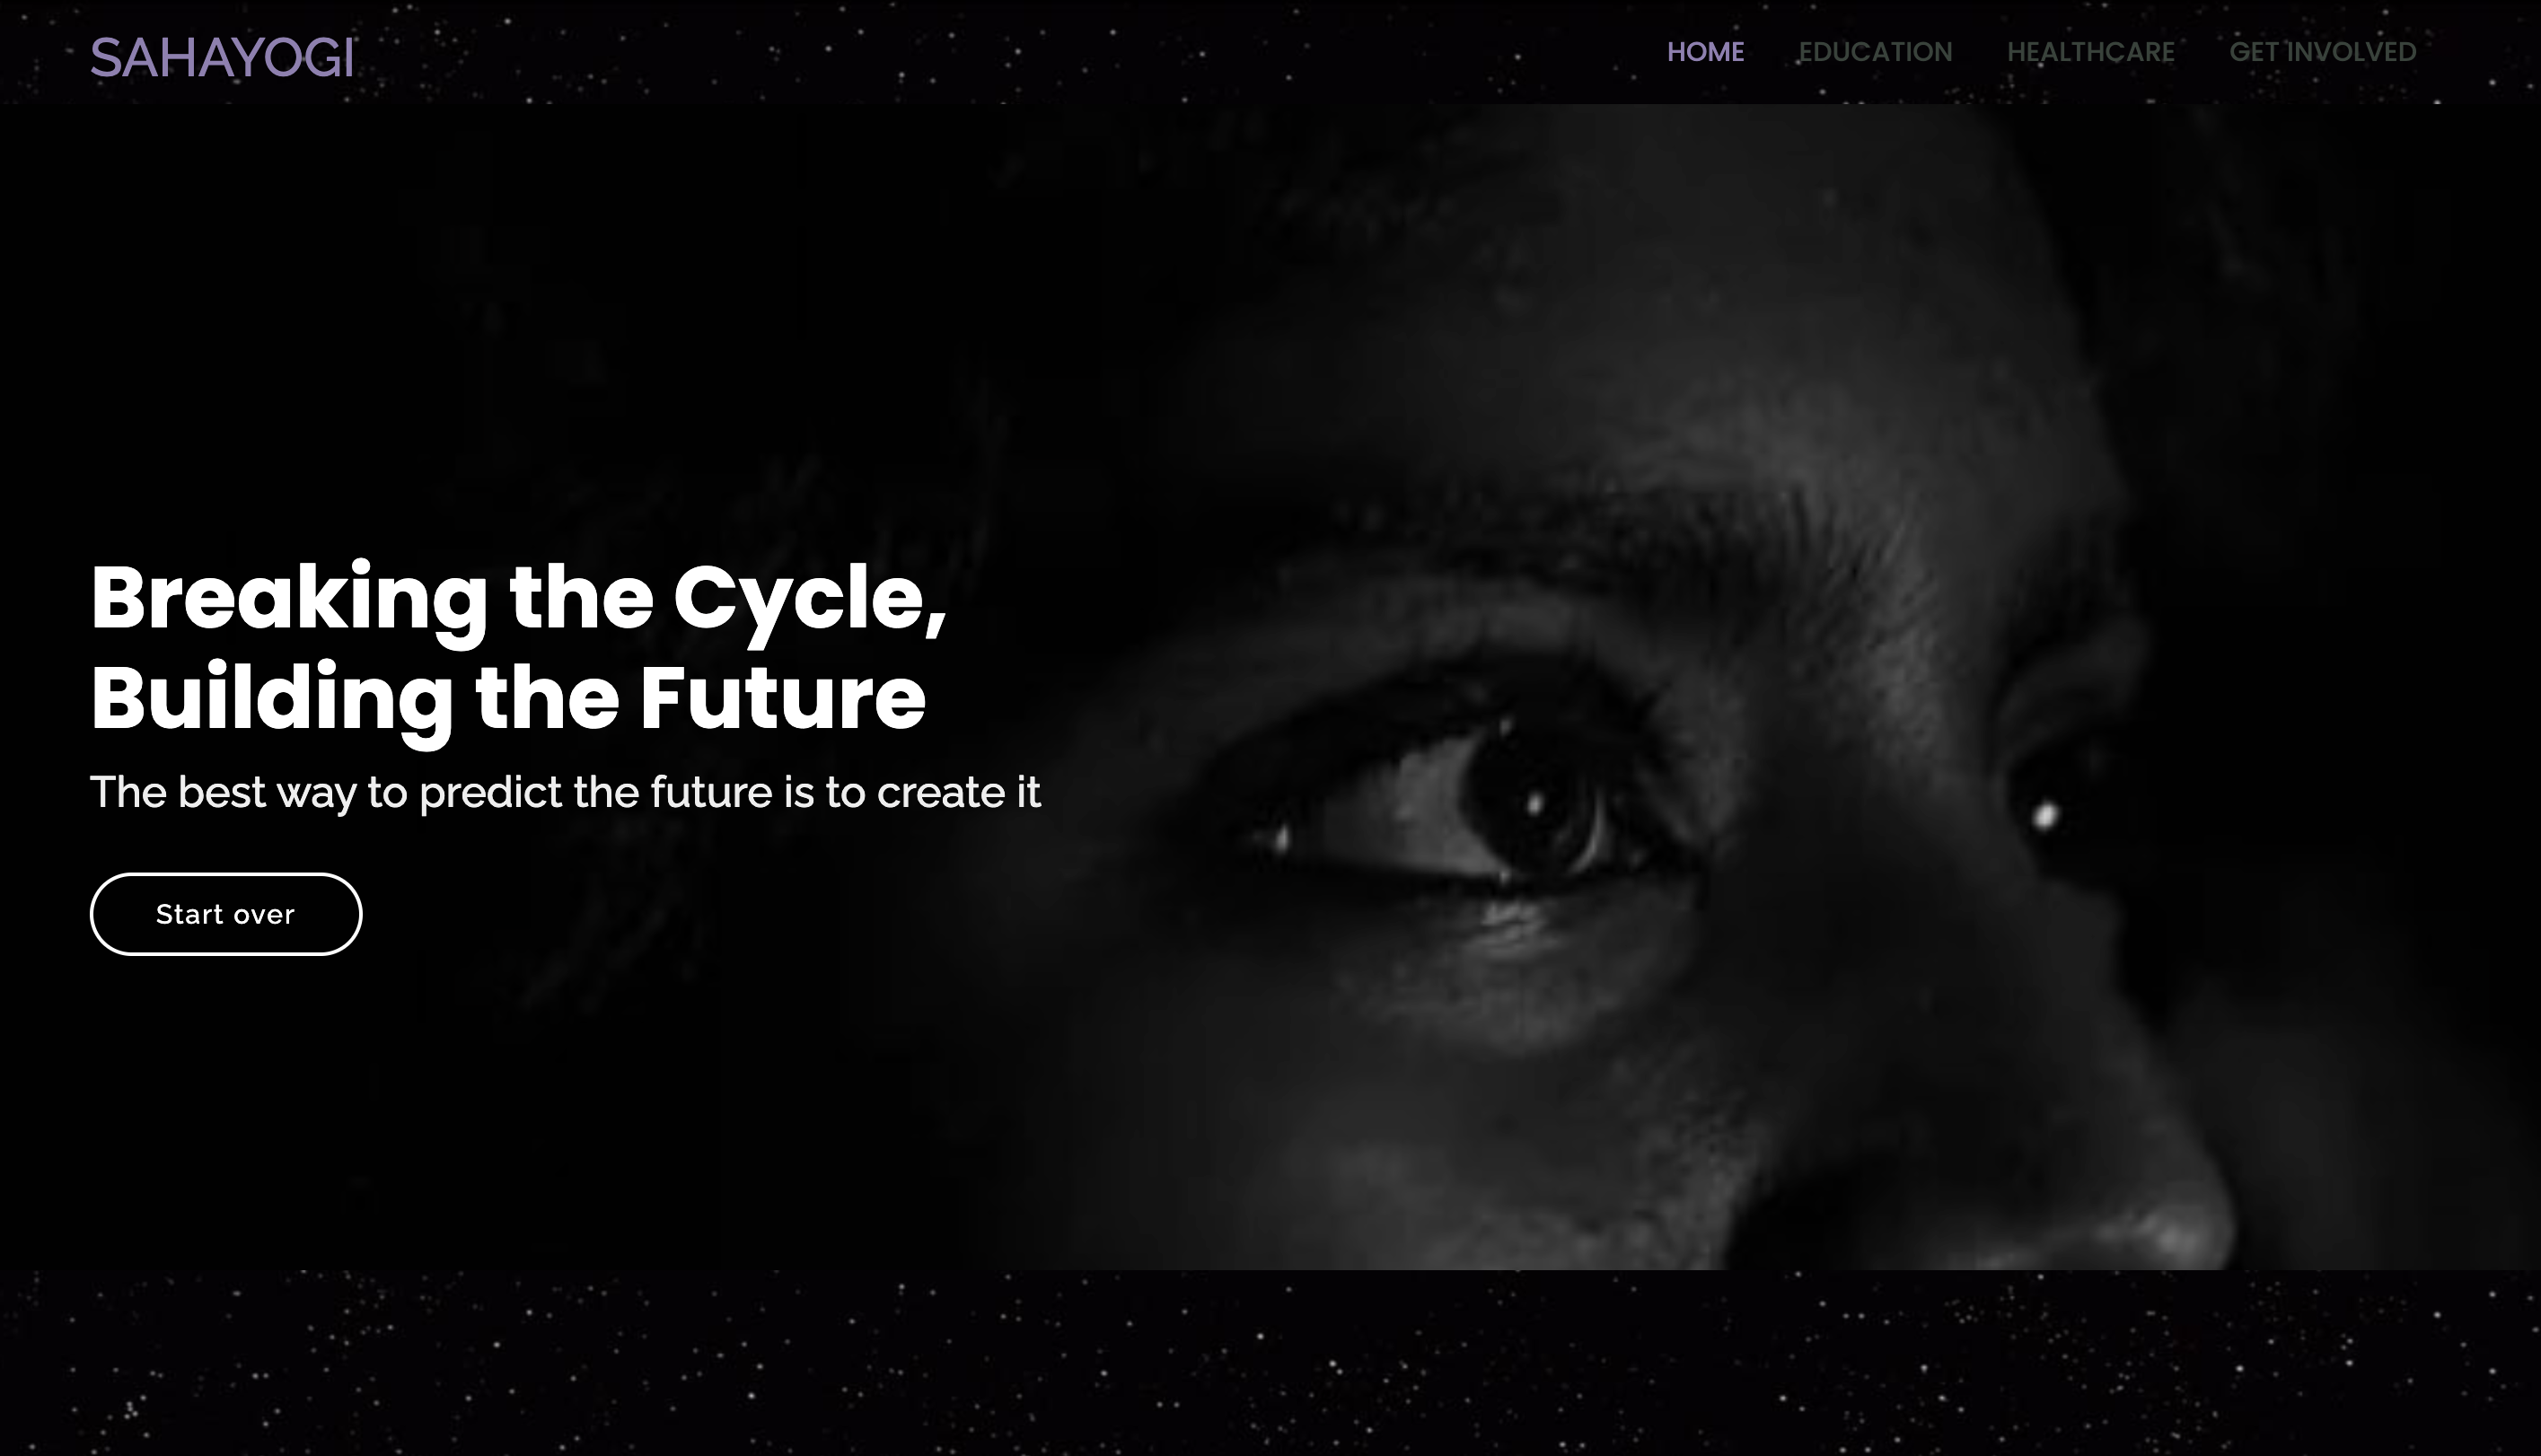 SAHAYOGI
HOME EDUCATION HEALTHCARE GET INVOLVED
Breaking the Cycle,
Building the Future
The best way to predict the future is to create it
Start over